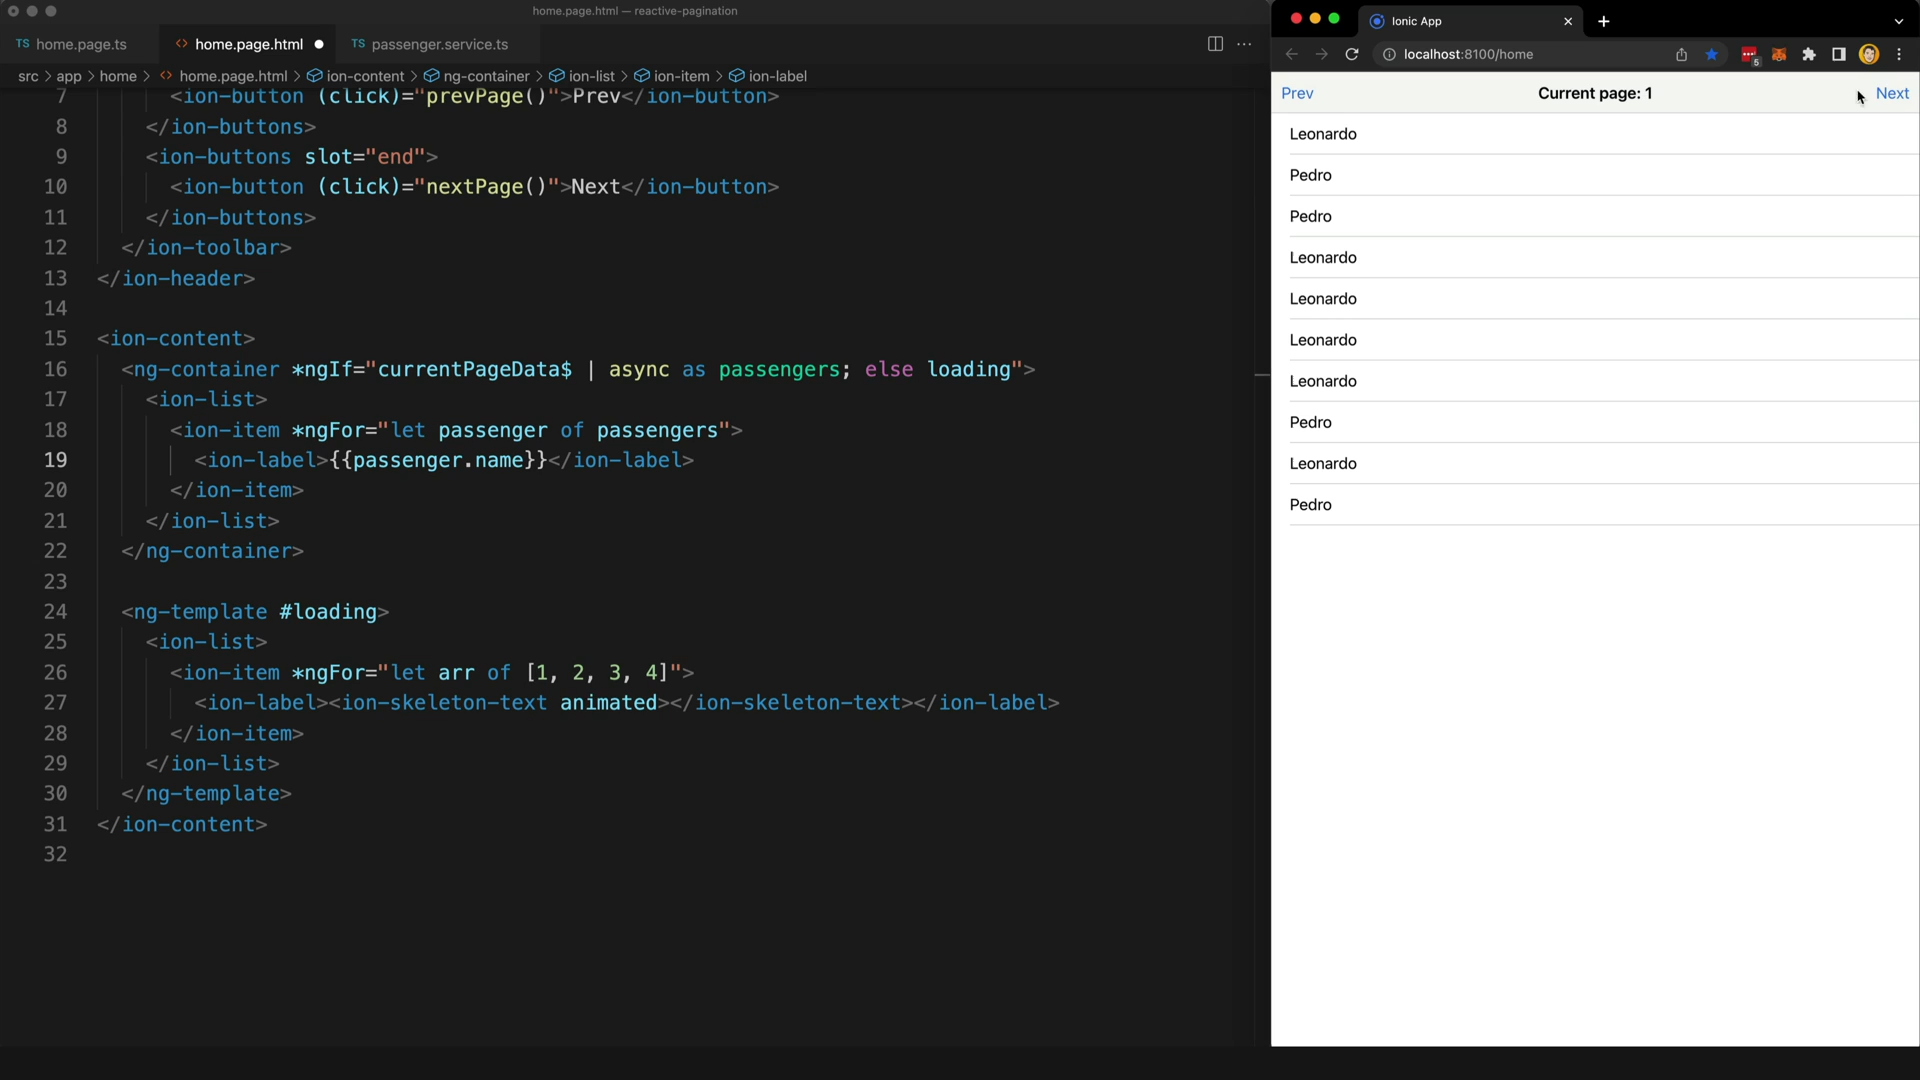 home.page.html — reactive-pagination
TS home.page.ts
<> home.page.html
TS passenger.service.ts
src > app > home > <> home.page.html > ion-content > ng-container > ion-list > ion-item > ion-label
7 <ion-button (click)="prevPage()">Prev</ion-button>
8 </ion-buttons>
9 <ion-buttons slot="end">
10 <ion-button (click)="nextPage()">Next</ion-button>
11 </ion-buttons>
12 </ion-toolbar>
13 </ion-header>
14
15 <ion-content>
16 <ng-container *ngIf="currentPageData$ | async as passengers; else loading">
17 <ion-list>
18 <ion-item *ngFor="let passenger of passengers">
19 <ion-label>{{passenger.name}}</ion-label>
20 </ion-item>
21 </ion-list>
22 </ng-container>
23
24 <ng-template #loading>
25 <ion-list>
26 <ion-item *ngFor="let arr of [1, 2, 3, 4]">
27 <ion-label><ion-skeleton-text animated></ion-skeleton-text></ion-label>
28 </ion-item>
29 </ion-list>
30 </ng-template>
31 </ion-content>
32
Ionic App
localhost:8100/home
5
Prev Current page: 1 Next
Leonardo
Pedro
Pedro
Leonardo
Leonardo
Leonardo
Leonardo
Pedro
Leonardo
Pedro